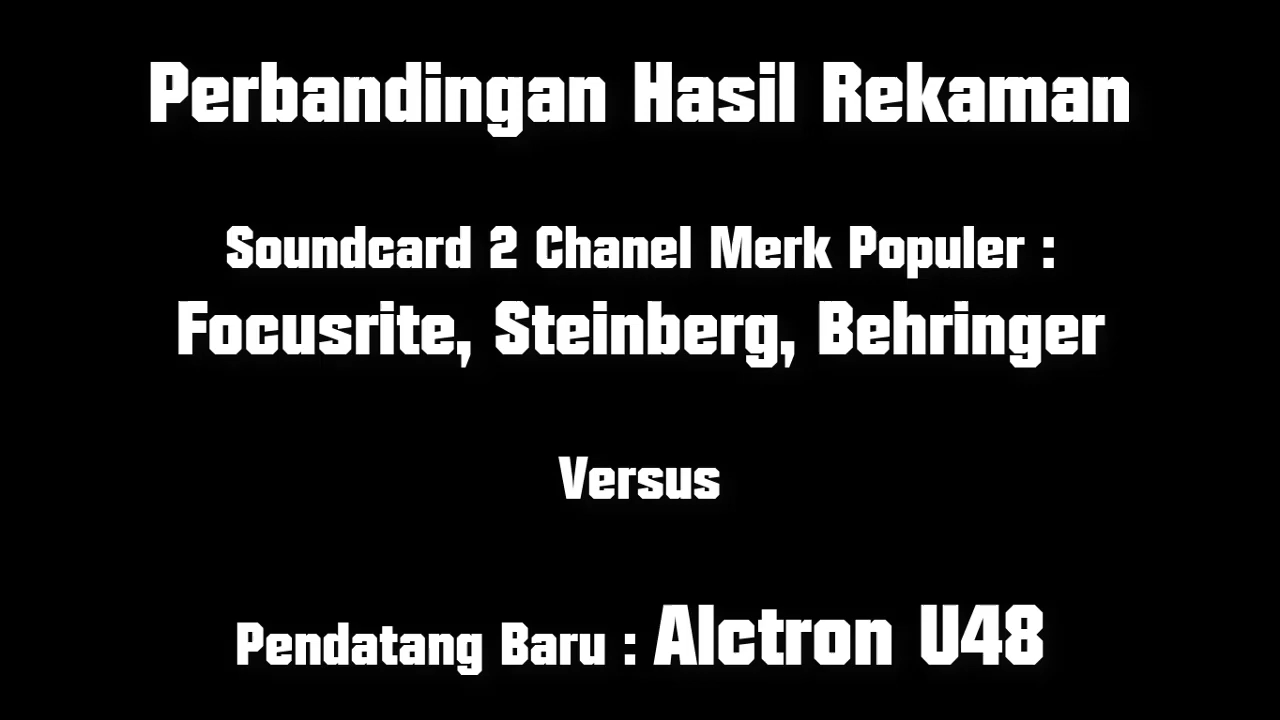 Perbandingan Hasil Rekaman
Soundcard 2 Chanel Merk Populer :
Focusrite, Steinberg, Behringer
Versus
Pendatang Baru : Alctron U48